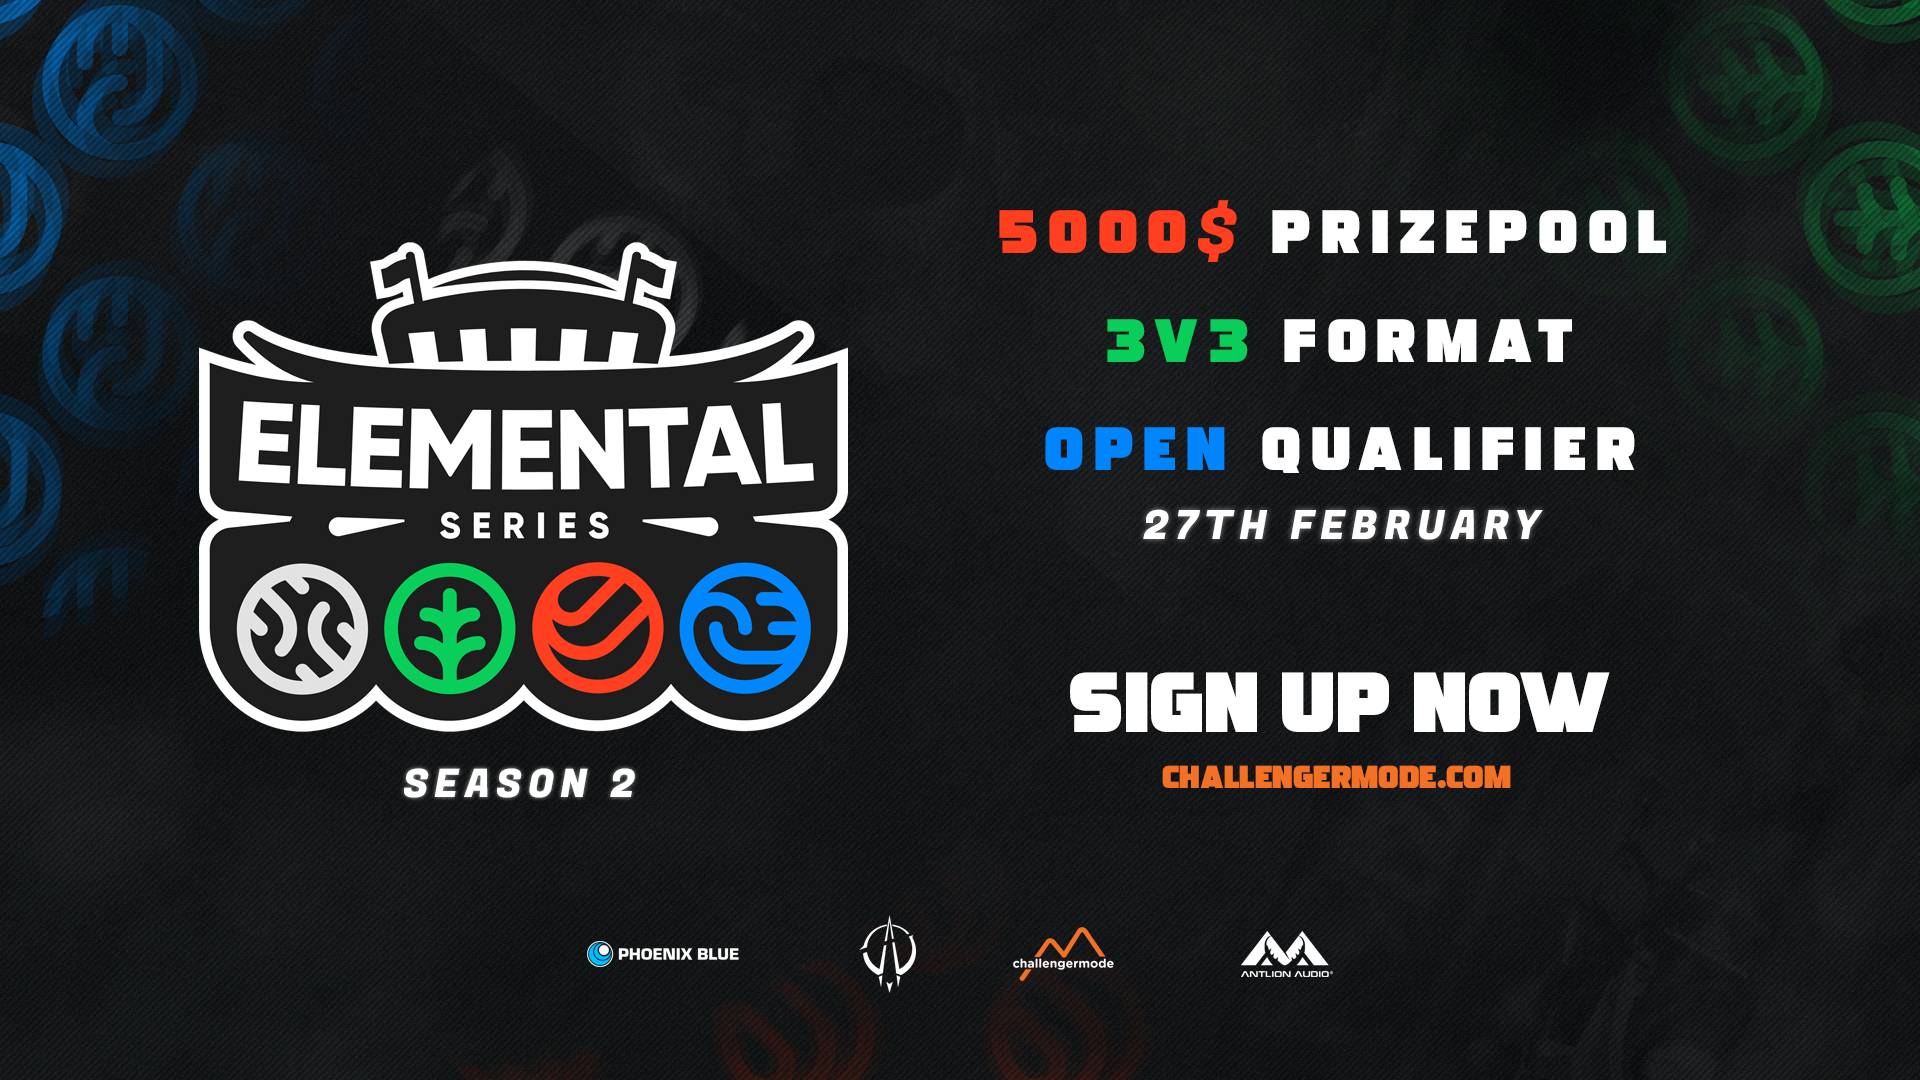 ELEMENTAL
SERIES
SEASON 2
5000$ PRIZEPOOL
3V3 FORMAT
OPEN QUALIFIER
27TH FEBRUARY
SIGN UP NOW
CHALLENGERMODE.COM
PHOENIX BLUE
challengermode
ANTLION AUDIO®